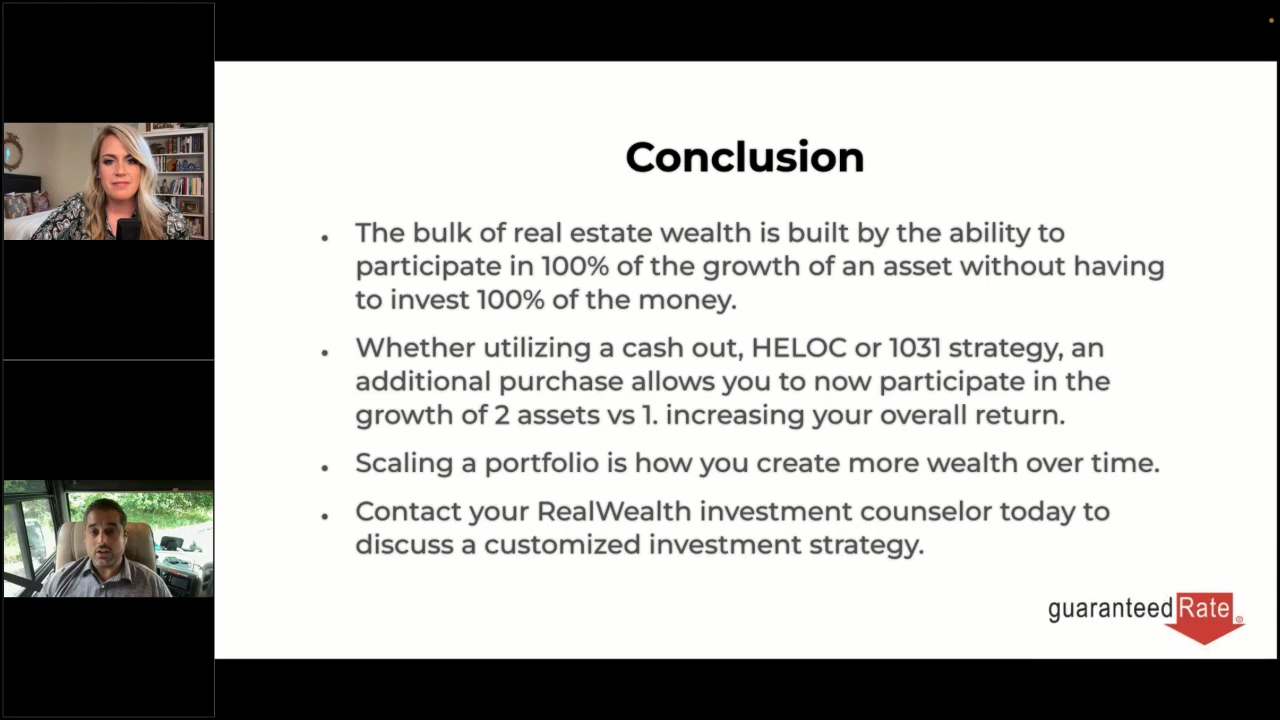 Conclusion
• The bulk of real estate wealth is built by the ability to
participate in 100% of the growth of an asset without having
to invest 100% of the money.
• Whether utilizing a cash out, HELOC or 1031 strategy, an
additional purchase allows you to now participate in the
growth of 2 assets vs 1. increasing your overall return.
• Scaling a portfolio is how you create more wealth over time.
• Contact your RealWealth investment counselor today to
discuss a customized investment strategy.
guaranteed Rate ®